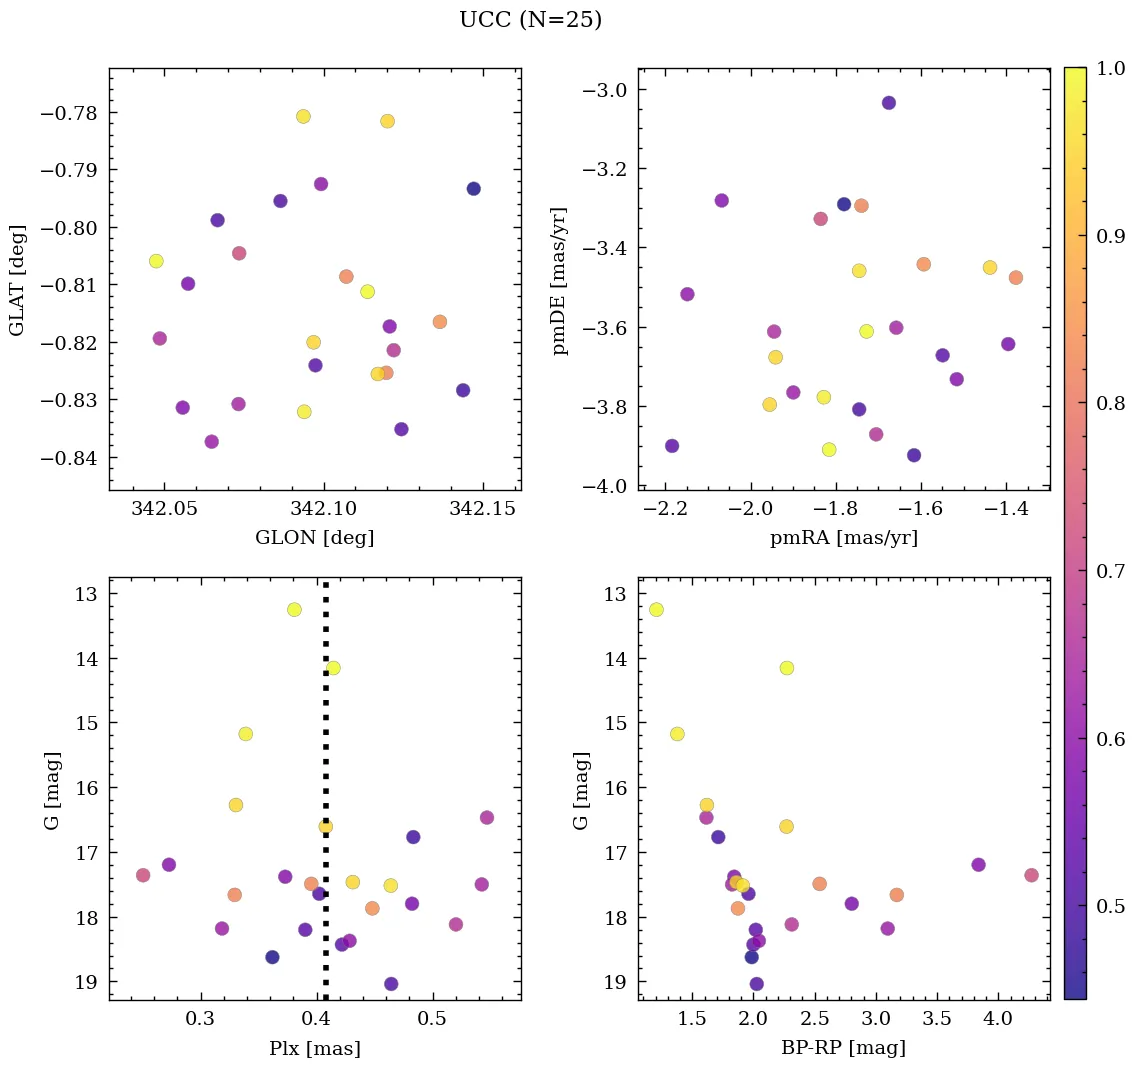 UCC (N=25)
−0.78
−0.79
−0.80
−0.81
−0.82
−0.83
−0.84
GLAT [deg]
342.05 342.10 342.15
GLON [deg]
−3.0
−3.2
−3.4
−3.6
−3.8
−4.0
pmDE [mas/yr]
−2.2 −2.0 −1.8 −1.6 −1.4
pmRA [mas/yr]
1.0
0.9
0.8
0.7
0.6
0.5
13
14
15
16
17
18
19
G [mag]
0.3 0.4 0.5
Plx [mas]
13
14
15
16
17
18
19
G [mag]
1.5 2.0 2.5 3.0 3.5 4.0
BP-RP [mag]